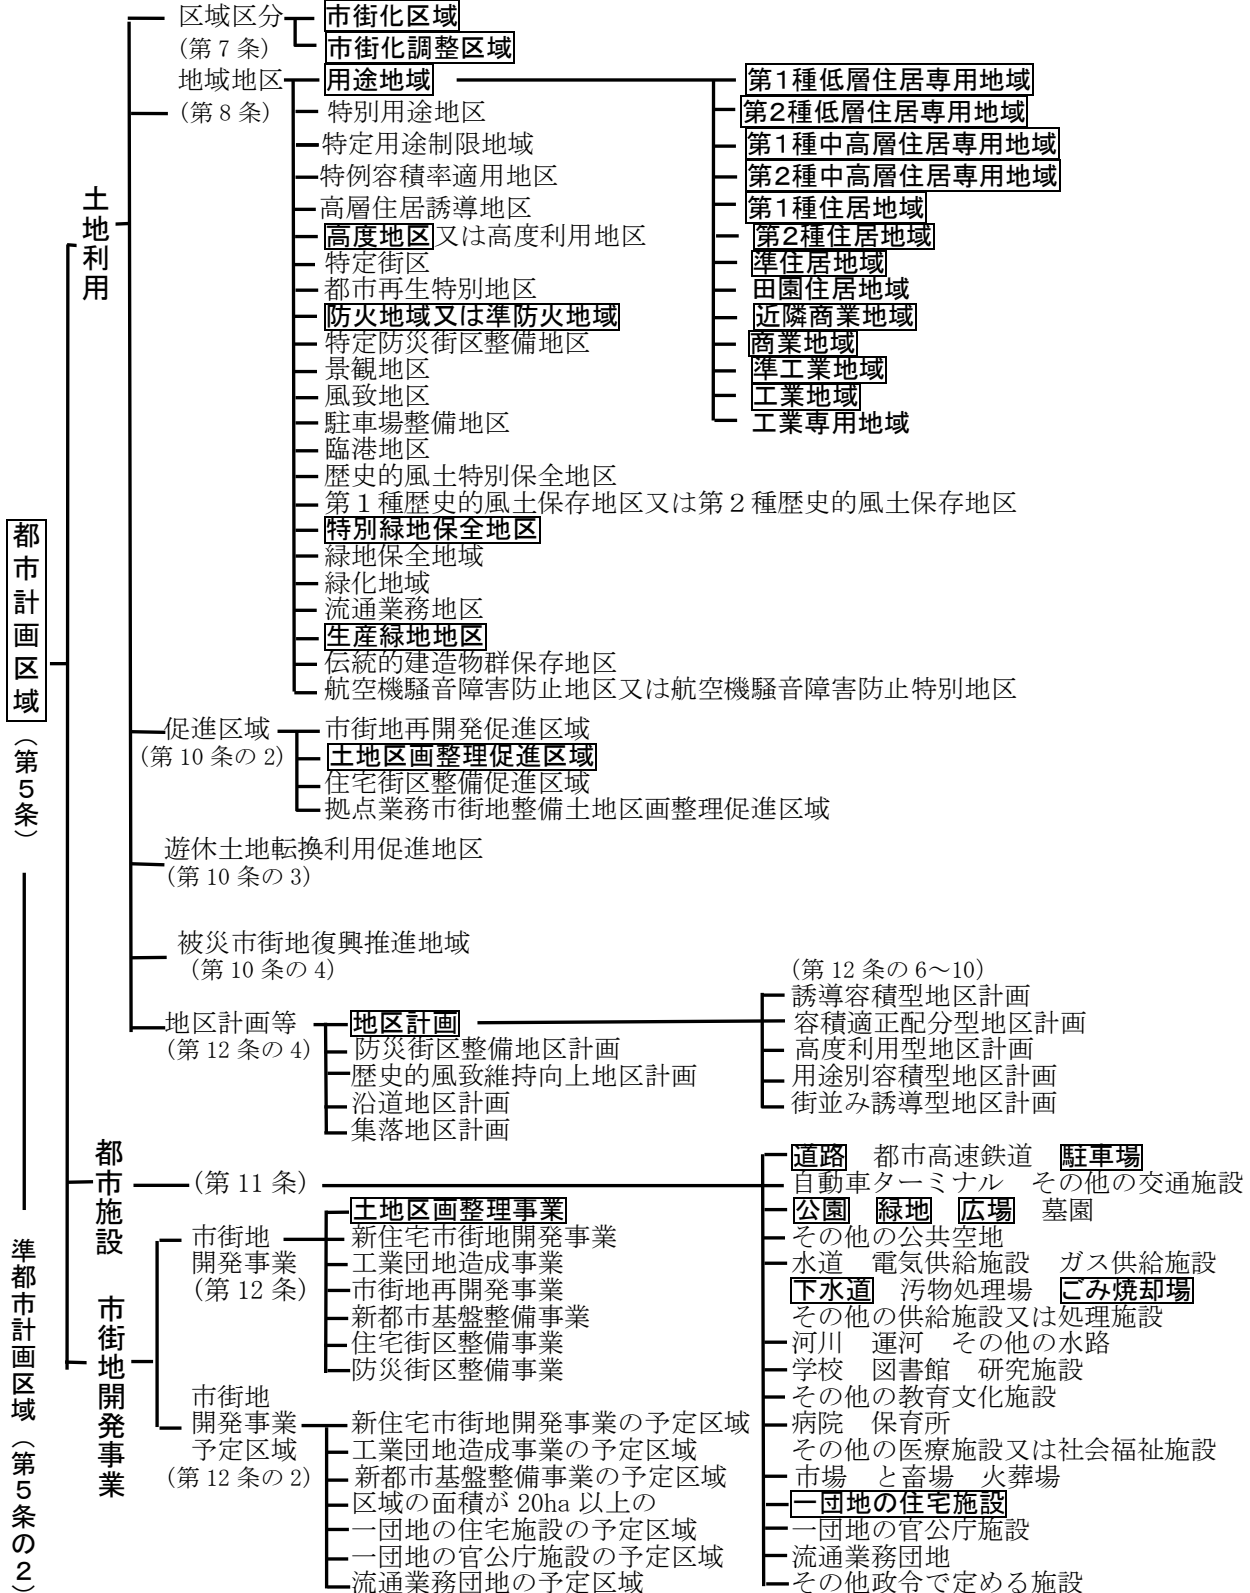 都市計画区域（第５条）
準都市計画区域（第５条の２）
土地利用
区域区分
(第 7 条)
市街化区域
市街化調整区域
地域地区
(第 8 条)
用途地域
特別用途地区
特定用途制限地域
特例容積率適用地区
高層住居誘導地区
高度地区又は高度利用地区
特定街区
都市再生特別地区
防火地域又は準防火地域
特定防災街区整備地区
景観地区
風致地区
駐車場整備地区
臨港地区
歴史的風土特別保全地区
第１種歴史的風土保存地区又は第２種歴史的風土保存地区
特別緑地保全地区
緑地保全地域
緑化地域
流通業務地区
生産緑地地区
伝統的建造物群保存地区
航空機騒音障害防止地区又は航空機騒音障害防止特別地区
第1種低層住居専用地域
第2種低層住居専用地域
第1種中高層住居専用地域
第2種中高層住居専用地域
第1種住居地域
第2種住居地域
準住居地域
田園住居地域
近隣商業地域
商業地域
準工業地域
工業地域
工業専用地域
促進区域
(第 10 条の 2)
市街地再開発促進区域
土地区画整理促進区域
住宅街区整備促進区域
拠点業務市街地整備土地区画整理促進区域
遊休土地転換利用促進地区
(第 10 条の 3)
被災市街地復興推進地域
(第 10 条の 4)
地区計画等
(第 12 条の 4)
地区計画
防災街区整備地区計画
歴史的風致維持向上地区計画
沿道地区計画
集落地区計画
(第 12 条の 6～10)
誘導容積型地区計画
容積適正配分型地区計画
高度利用型地区計画
用途別容積型地区計画
街並み誘導型地区計画
都市施設
(第 11 条)
道路　都市高速鉄道　駐車場
自動車ターミナル　その他の交通施設
公園　緑地　広場　墓園
その他の公共空地
水道　電気供給施設　ガス供給施設
下水道　汚物処理場　ごみ焼却場
その他の供給施設又は処理施設
河川　運河　その他の水路
学校　図書館　研究施設
その他の教育文化施設
病院　保育所
その他の医療施設又は社会福祉施設
市場　と畜場　火葬場
一団地の住宅施設
一団地の官公庁施設
流通業務団地
その他政令で定める施設
市街地開発事業
市街地
開発事業
(第 12 条)
土地区画整理事業
新住宅市街地開発事業
工業団地造成事業
市街地再開発事業
新都市基盤整備事業
住宅街区整備事業
防災街区整備事業
市街地
開発事業
予定区域
(第 12 条の 2)
新住宅市街地開発事業の予定区域
工業団地造成事業の予定区域
新都市基盤整備事業の予定区域
区域の面積が 20ha 以上の
一団地の住宅施設の予定区域
一団地の官公庁施設の予定区域
流通業務団地の予定区域